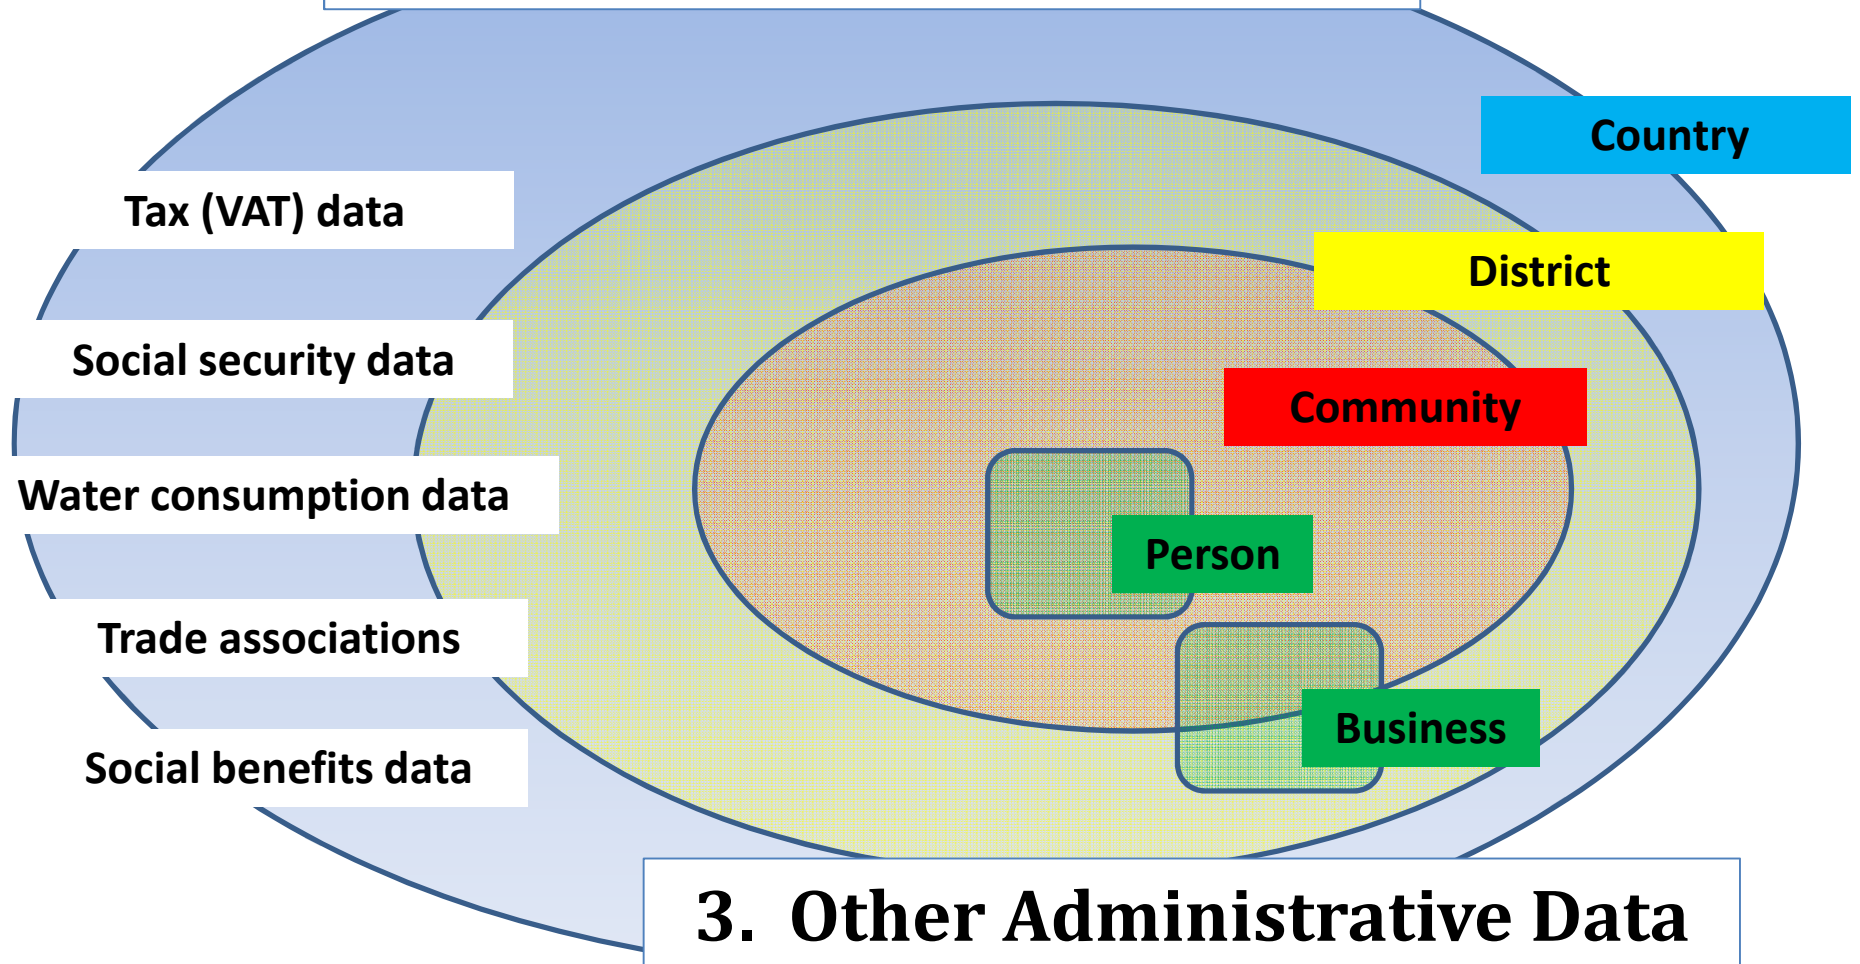 Country
Tax (VAT) data
District
Social security data
Community
Water consumption data
Person
Trade associations
Business
Social benefits data
3. Other Administrative Data